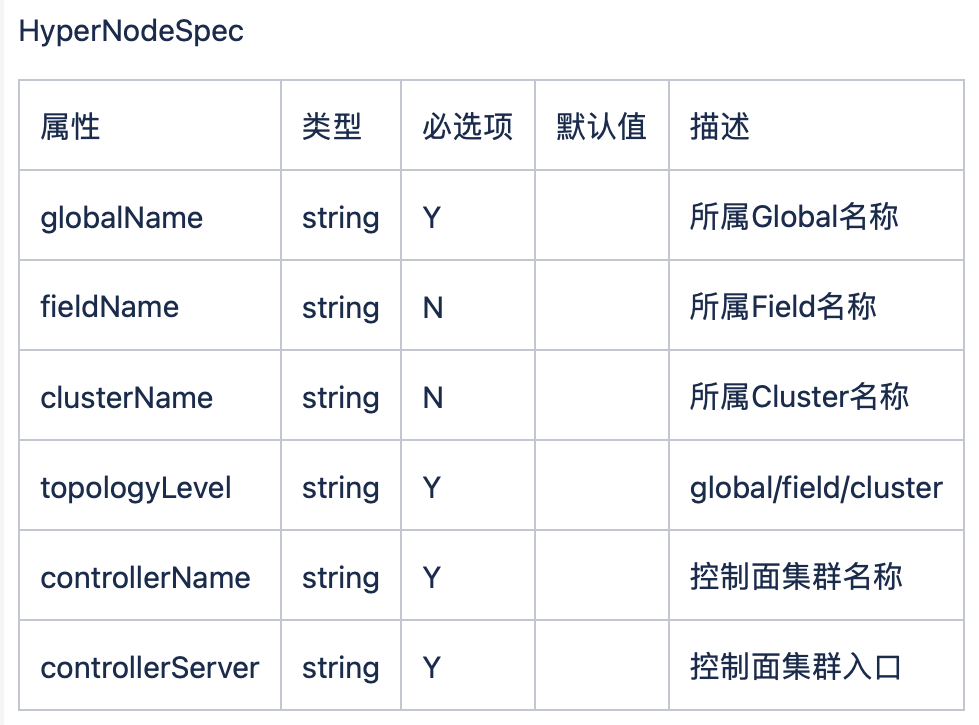 HyperNodeSpec
属性 类型 必选项 默认值 描述
globalName string Y 所属Global名称
fieldName string N 所属Field名称
clusterName string N 所属Cluster名称
topologyLevel string Y global/field/cluster
controllerName string Y 控制面集群名称
controllerServer string Y 控制面集群入口